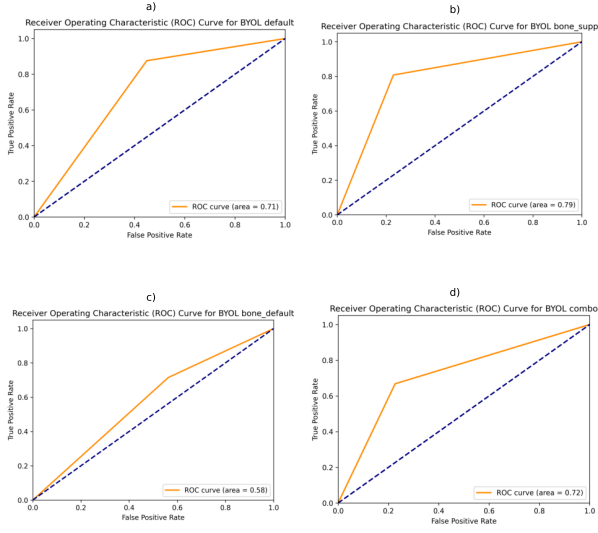 a)
Receiver Operating Characteristic (ROC) Curve for BYOL default
1.0
0.8
0.6
0.4
0.2
0.0
True Positive Rate
ROC curve (area = 0.71)
0.0 0.2 0.4 0.6 0.8 1.0
False Positive Rate
b)
Receiver Operating Characteristic (ROC) Curve for BYOL bone_supp
1.0
0.8
0.6
0.4
0.2
0.0
True Positive Rate
ROC curve (area = 0.79)
0.0 0.2 0.4 0.6 0.8 1.0
False Positive Rate
c)
Receiver Operating Characteristic (ROC) Curve for BYOL bone_default
1.0
0.8
0.6
0.4
0.2
0.0
True Positive Rate
ROC curve (area = 0.58)
0.0 0.2 0.4 0.6 0.8 1.0
False Positive Rate
d)
Receiver Operating Characteristic (ROC) Curve for BYOL combo
1.0
0.8
0.6
0.4
0.2
0.0
True Positive Rate
ROC curve (area = 0.72)
0.0 0.2 0.4 0.6 0.8 1.0
False Positive Rate